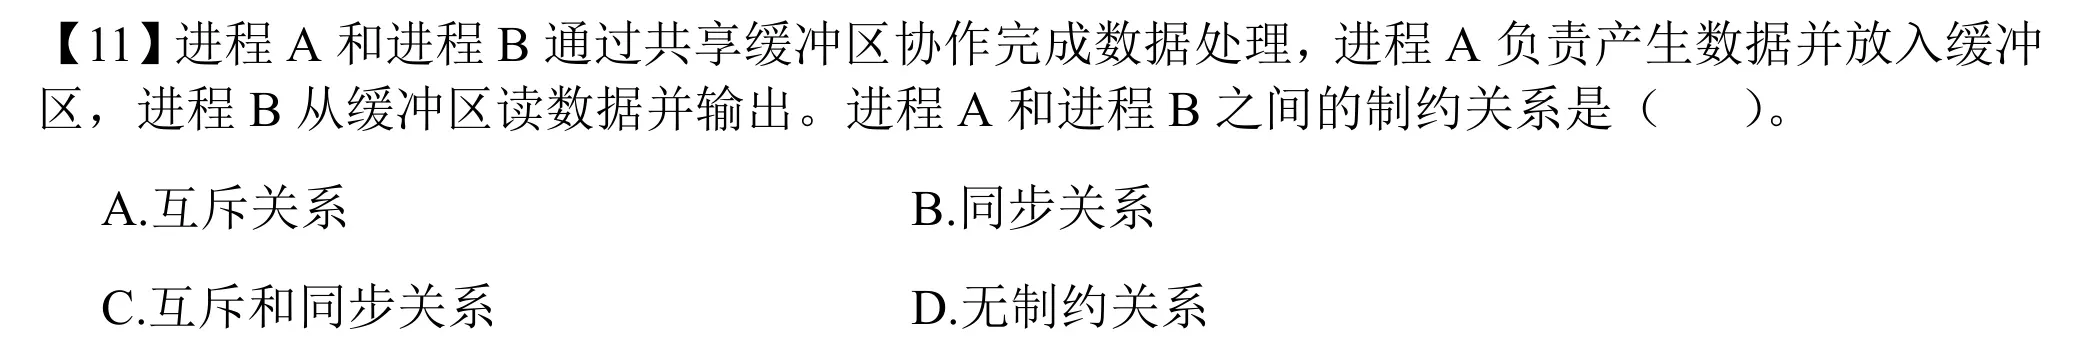 【11】进程 A 和进程 B 通过共享缓冲区协作完成数据处理，进程 A 负责产生数据并放入缓冲
区，进程 B 从缓冲区读数据并输出。进程 A 和进程 B 之间的制约关系是（　　）。
A.互斥关系　　B.同步关系
C.互斥和同步关系　　D.无制约关系